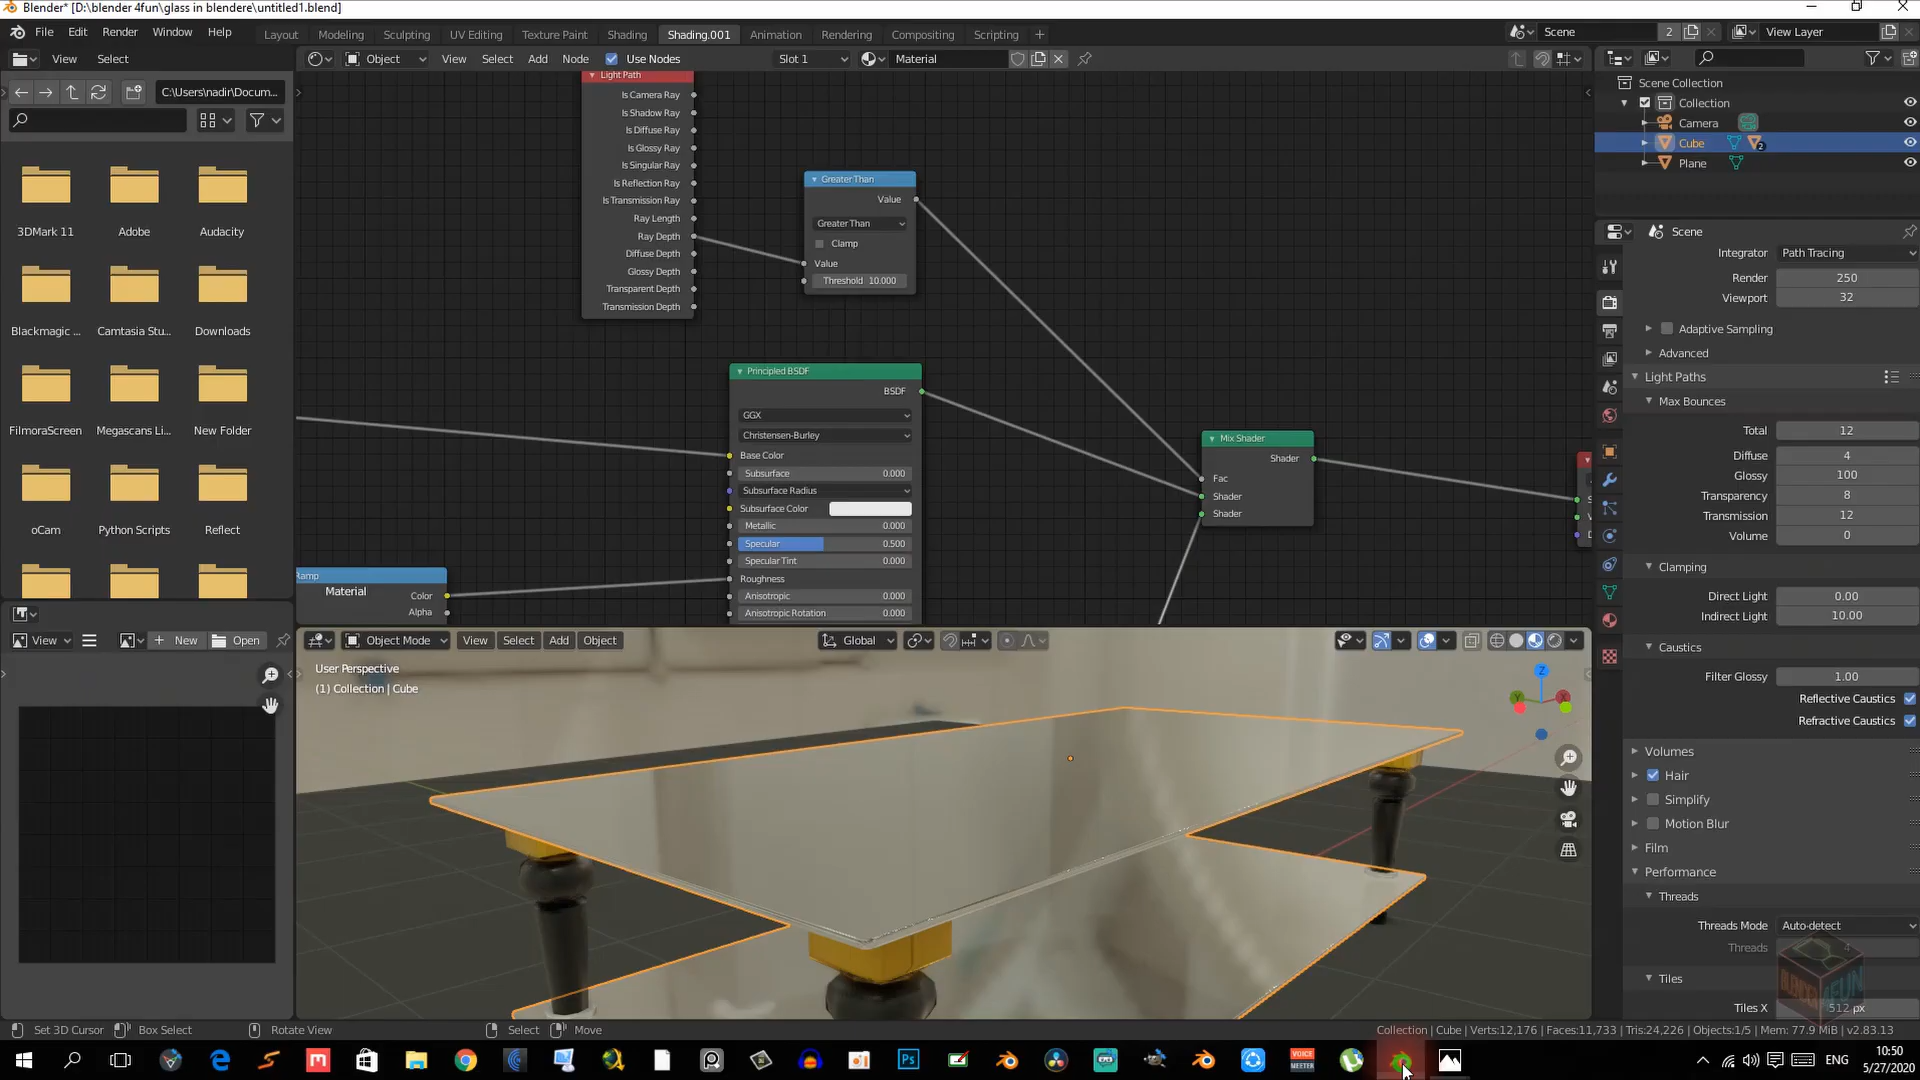 Blender* [D:\blender 4fun\glass in blendere\untitled1.blend]
File Edit Render Window Help Layout Modeling Sculpting UV Editing Texture Paint Shading Shading.001 Animation Rendering Compositing Scripting + Scene 2 View Layer
View Select Object View Select Add Node Use Nodes Slot 1 Material
C:\Users\nadir\Docum...
3DMark 11 Adobe Audacity
Blackmagic ... Camtasia Stu... Downloads
FilmoraScreen Megascans Li... New Folder
oCam Python Scripts Reflect
Light Path
Is Camera Ray
Is Shadow Ray
Is Diffuse Ray
Is Glossy Ray
Is Singular Ray
Is Reflection Ray
Is Transmission Ray
Ray Length
Ray Depth
Diffuse Depth
Glossy Depth
Transparent Depth
Transmission Depth
Greater Than
Value
Greater Than
Clamp
Value
Threshold 10.000
Principled BSDF
BSDF
GGX
Christensen-Burley
Base Color
Subsurface 0.000
Subsurface Radius
Subsurface Color
Metallic 0.000
Specular 0.500
Specular Tint 0.000
Roughness
Anisotropic 0.000
Anisotropic Rotation 0.000
Mix Shader
Shader
Fac
Shader
Shader
Ramp
Material
Color
Alpha
Scene Collection
Collection
Camera
Cube 2
Plane
Scene
Integrator Path Tracing
Render 250
Viewport 32
Adaptive Sampling
Advanced
Light Paths
Max Bounces
Total 12
Diffuse 4
Glossy 100
Transparency 8
Transmission 12
Volume 0
Clamping
Direct Light 0.00
Indirect Light 10.00
Caustics
Filter Glossy 1.00
Reflective Caustics
Refractive Caustics
Volumes
Hair
Simplify
Motion Blur
Film
Performance
Threads
Threads Mode Auto-detect
Threads 4
Tiles
Tiles X 512 px
View New Open
Object Mode View Select Add Object Global
User Perspective
(1) Collection | Cube
Z
Y
X
Set 3D Cursor Box Select Rotate View Select Move Collection | Cube | Verts:12,176 | Faces:11,733 | Tris:24,226 | Objects:1/5 | Mem: 77.9 MiB | v2.83.13
Ps
VOICE
MEETER
ENG
10:50
5/27/2020